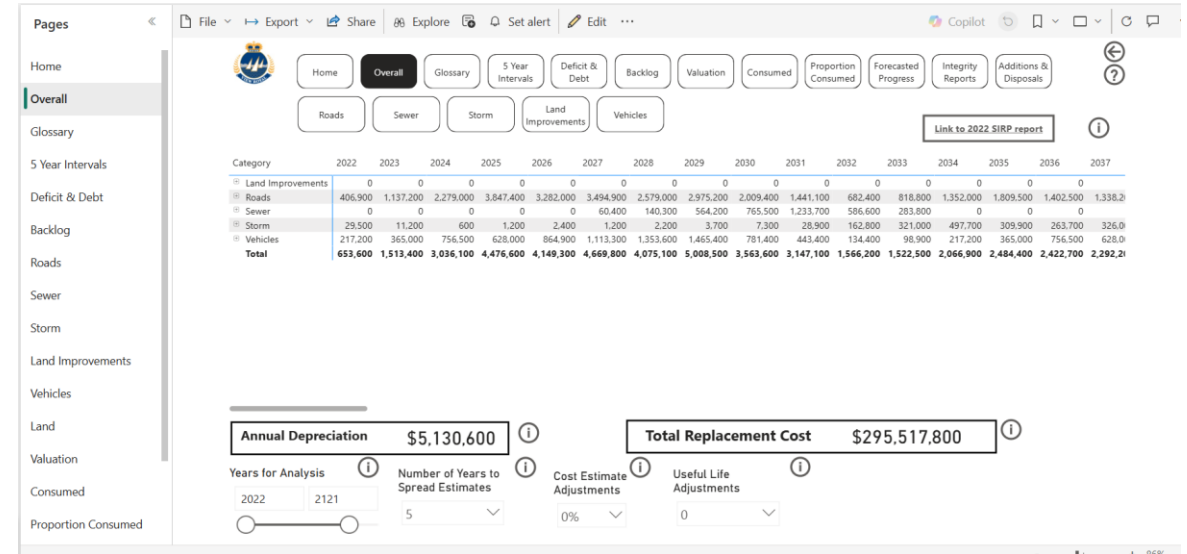 Pages
File Export Share Explore Set alert Edit ··· Copilot
Home
Overall
Glossary
5 Year Intervals
Deficit & Debt
Backlog
Roads
Sewer
Storm
Land Improvements
Vehicles
Land
Valuation
Consumed
Proportion Consumed
Home Overall Glossary 5 Year Intervals Deficit & Debt Backlog Valuation Consumed Proportion Consumed Forecasted Progress Integrity Reports Additions & Disposals
Roads Sewer Storm Land Improvements Vehicles
Link to 2022 SIRP report
Category 2022 2023 2024 2025 2026 2027 2028 2029 2030 2031 2032 2033 2034 2035 2036 2037
Land Improvements 0 0 0 0 0 0 0 0 0 0 0 0 0 0 0
Roads 406,900 1,137,200 2,279,000 3,847,400 3,282,000 3,494,900 2,579,000 2,975,200 2,009,400 1,441,100 682,400 818,800 1,352,000 1,809,500 1,402,500 1,338,2
Sewer 0 0 0 0 0 60,400 140,300 564,200 765,500 1,233,700 586,600 283,800 0 0 0
Storm 29,500 11,200 600 1,200 2,400 1,200 2,200 3,700 7,300 28,900 162,800 321,000 497,700 309,900 263,700 326,0
Vehicles 217,200 365,000 756,500 628,000 864,900 1,113,300 1,353,600 1,465,400 781,400 443,400 134,400 98,900 217,200 365,000 756,500 628,0
Total 653,600 1,513,400 3,036,100 4,476,600 4,149,300 4,669,800 4,075,100 5,008,500 3,563,600 3,147,100 1,566,200 1,522,500 2,066,900 2,484,400 2,422,700 2,292,2
Annual Depreciation $5,130,600
Total Replacement Cost $295,517,800
Years for Analysis
2022 2121
Number of Years to
Spread Estimates
5
Cost Estimate
Adjustments
0%
Useful Life
Adjustments
0